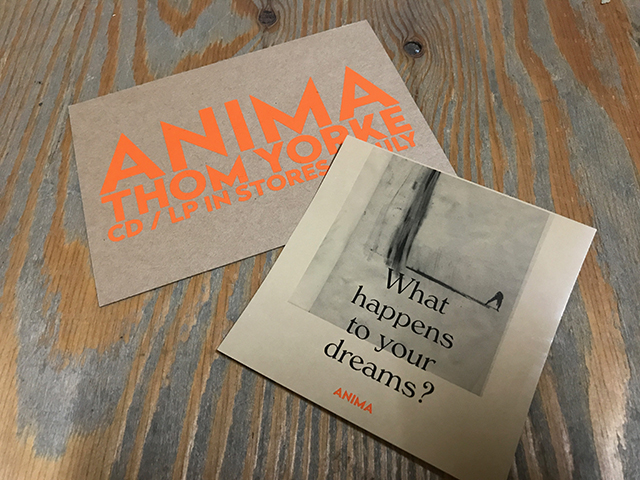 ANIMA
THOM YORKE
CD / LP IN STORES
What
happens
to your
dreams?
ANIMA